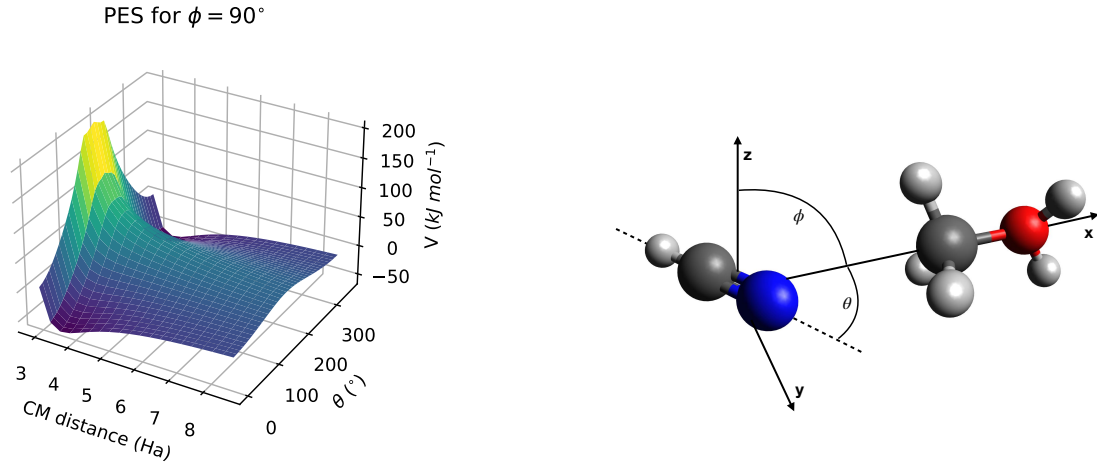 PES for ϕ = 90°
200
150
100
50
0
−50
V (kJ mol⁻¹)
300
200
100
0
θ (°)
3
4
5
6
7
8
CM distance (Ha)
z
ϕ
x
θ
y